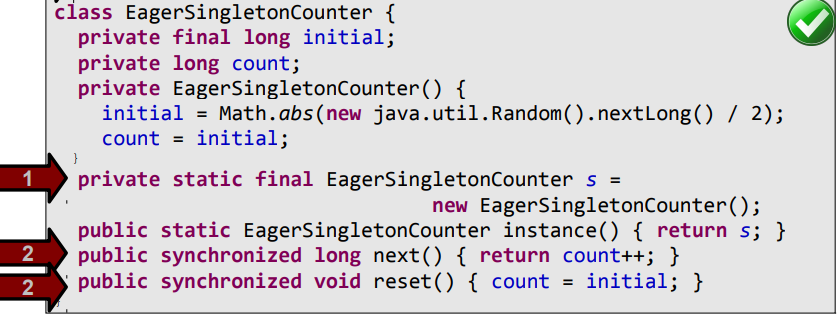 class EagerSingletonCounter {
private final long initial;
private long count;
private EagerSingletonCounter() {
initial = Math.abs(new java.util.Random().nextLong() / 2);
count = initial;
}
1 private static final EagerSingletonCounter s =
new EagerSingletonCounter();
public static EagerSingletonCounter instance() { return s; }
2 public synchronized long next() { return count++; }
2 public synchronized void reset() { count = initial; }
}